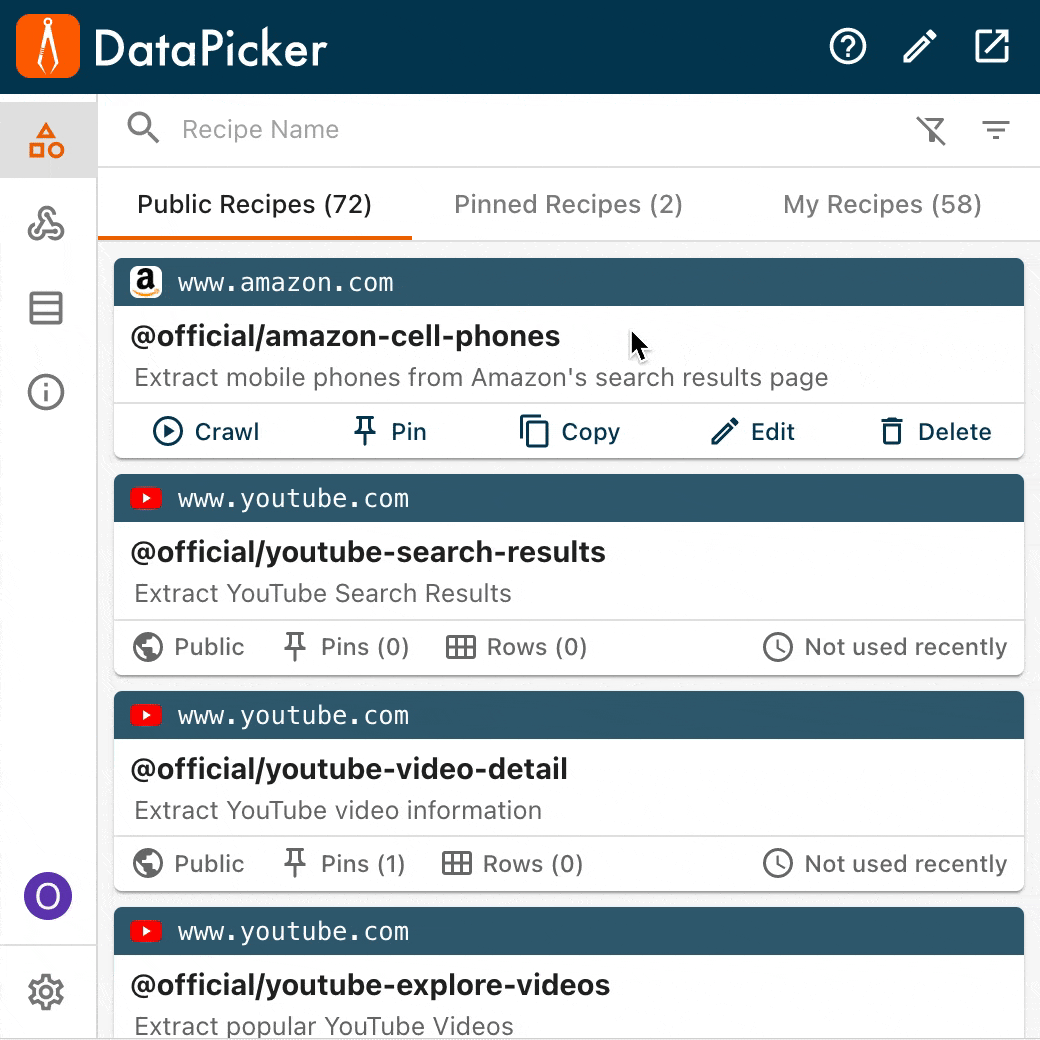 DataPicker
Recipe Name
Public Recipes (72) Pinned Recipes (2) My Recipes (58)
www.amazon.com
@official/amazon-cell-phones
Extract mobile phones from Amazon's search results page
Crawl Pin Copy Edit Delete
www.youtube.com
@official/youtube-search-results
Extract YouTube Search Results
Public Pins (0) Rows (0) Not used recently
www.youtube.com
@official/youtube-video-detail
Extract YouTube video information
Public Pins (1) Rows (0) Not used recently
O
www.youtube.com
@official/youtube-explore-videos
Extract popular YouTube Videos